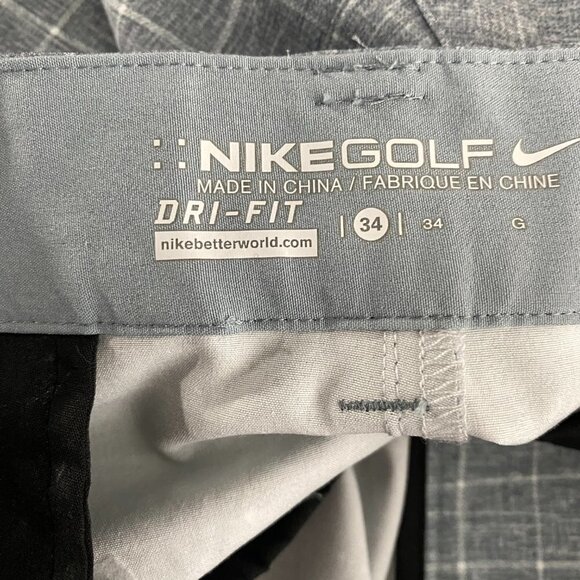 NIKEGOLF
MADE IN CHINA / FABRIQUE EN CHINE
DRI-FIT
nikebetterworld.com
| 34 | 34 G